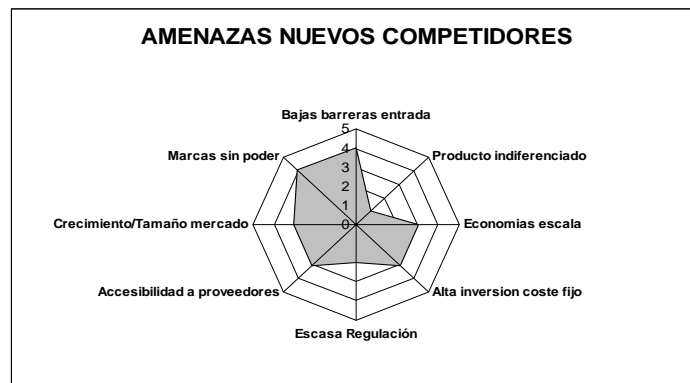 AMENAZAS NUEVOS COMPETIDORES
Bajas barreras entrada
5
Marcas sin poder
4
Producto indiferenciado
3
2
1
Crecimiento/Tamaño mercado
0
Economias escala
Accesibilidad a proveedores
Alta inversion coste fijo
Escasa Regulación